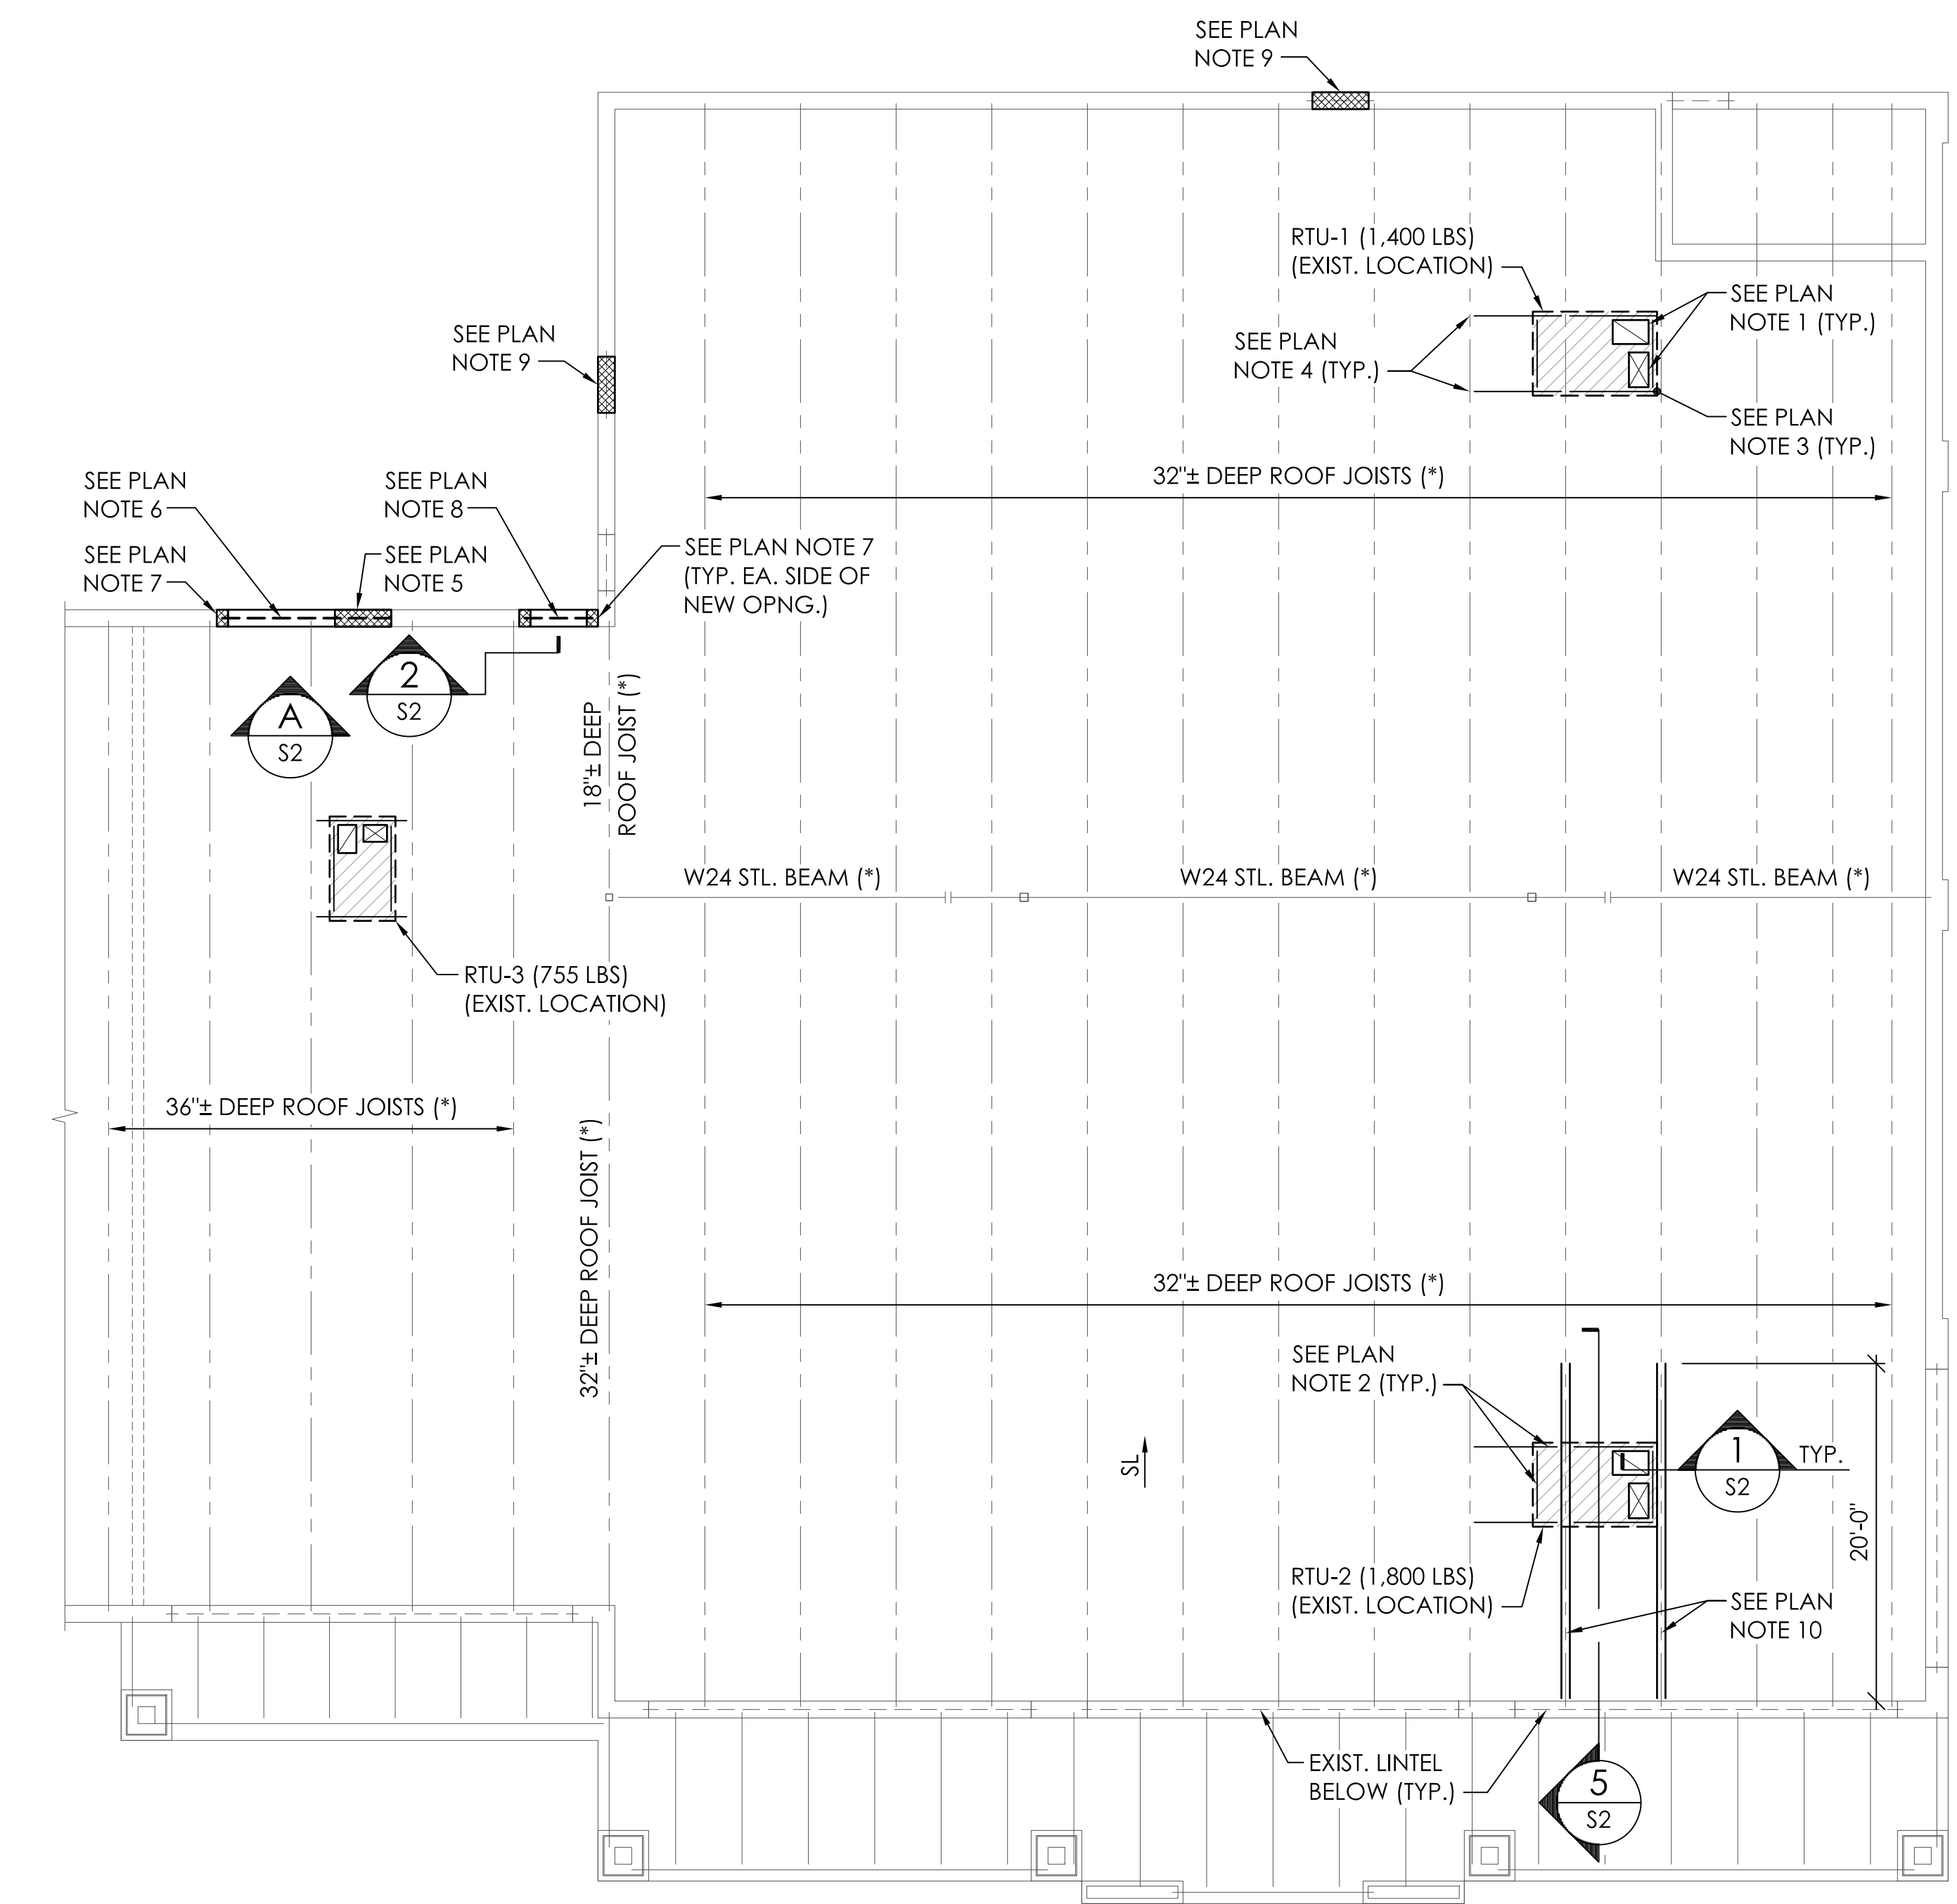 SEE PLAN
NOTE 9
RTU-1 (1,400 LBS)
(EXIST. LOCATION)
SEE PLAN
NOTE 1 (TYP.)
SEE PLAN
NOTE 9
SEE PLAN
NOTE 4 (TYP.)
SEE PLAN
NOTE 3 (TYP.)
32"± DEEP ROOF JOISTS (*)
SEE PLAN
NOTE 6
SEE PLAN
NOTE 8
SEE PLAN
NOTE 7
SEE PLAN
NOTE 5
SEE PLAN NOTE 7
(TYP. EA. SIDE OF
NEW OPNG.)
2
S2
A
S2
18"± DEEP
ROOF JOIST (*)
W24 STL. BEAM (*)
W24 STL. BEAM (*)
W24 STL. BEAM (*)
RTU-3 (755 LBS)
(EXIST. LOCATION)
36"± DEEP ROOF JOISTS (*)
32"± DEEP ROOF JOIST (*)
32"± DEEP ROOF JOISTS (*)
SEE PLAN
NOTE 2 (TYP.)
1
S2
TYP.
SL
20'-0"
RTU-2 (1,800 LBS)
(EXIST. LOCATION)
SEE PLAN
NOTE 10
EXIST. LINTEL
BELOW (TYP.)
5
S2